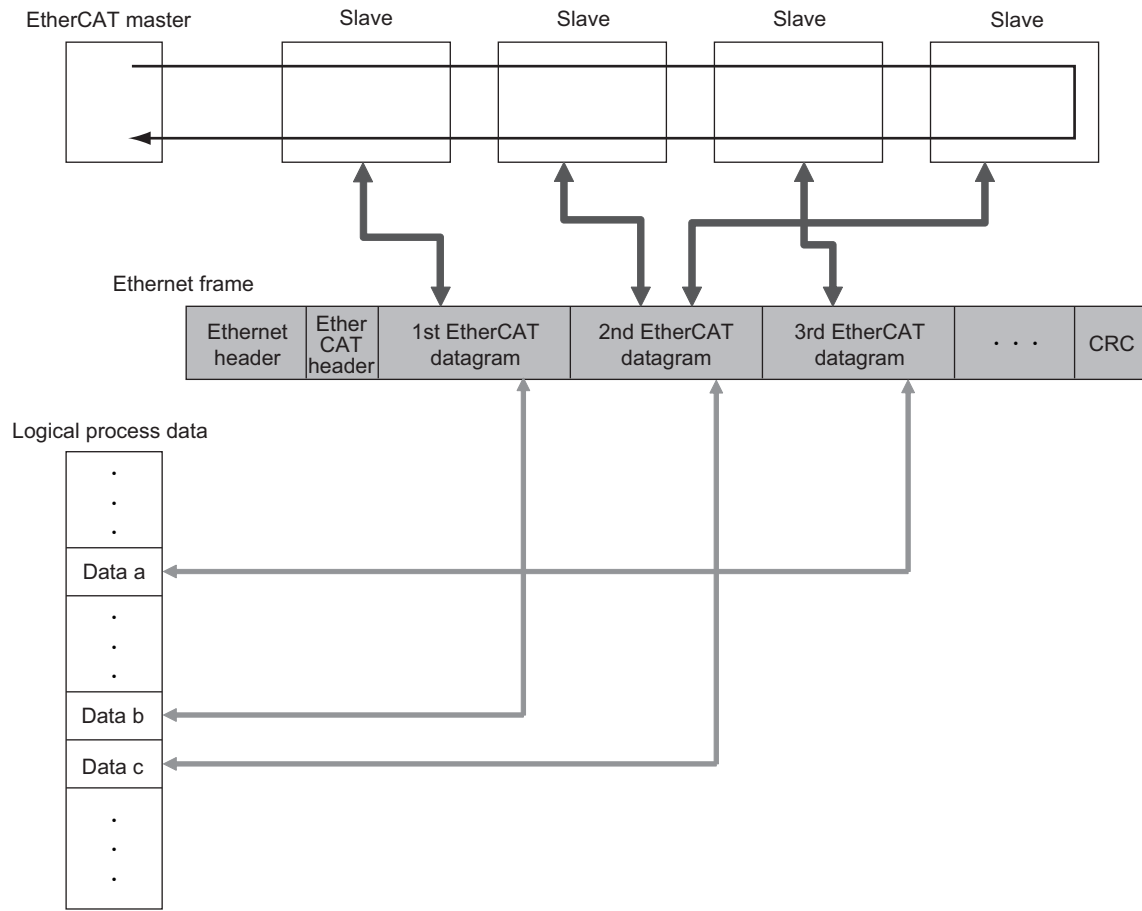 EtherCAT master
Slave
Slave
Slave
Slave
Ethernet frame
Ethernet
header
Ether
CAT
header
1st EtherCAT
datagram
2nd EtherCAT
datagram
3rd EtherCAT
datagram
· · ·
CRC
Logical process data
·
·
·
Data a
·
·
·
Data b
Data c
·
·
·